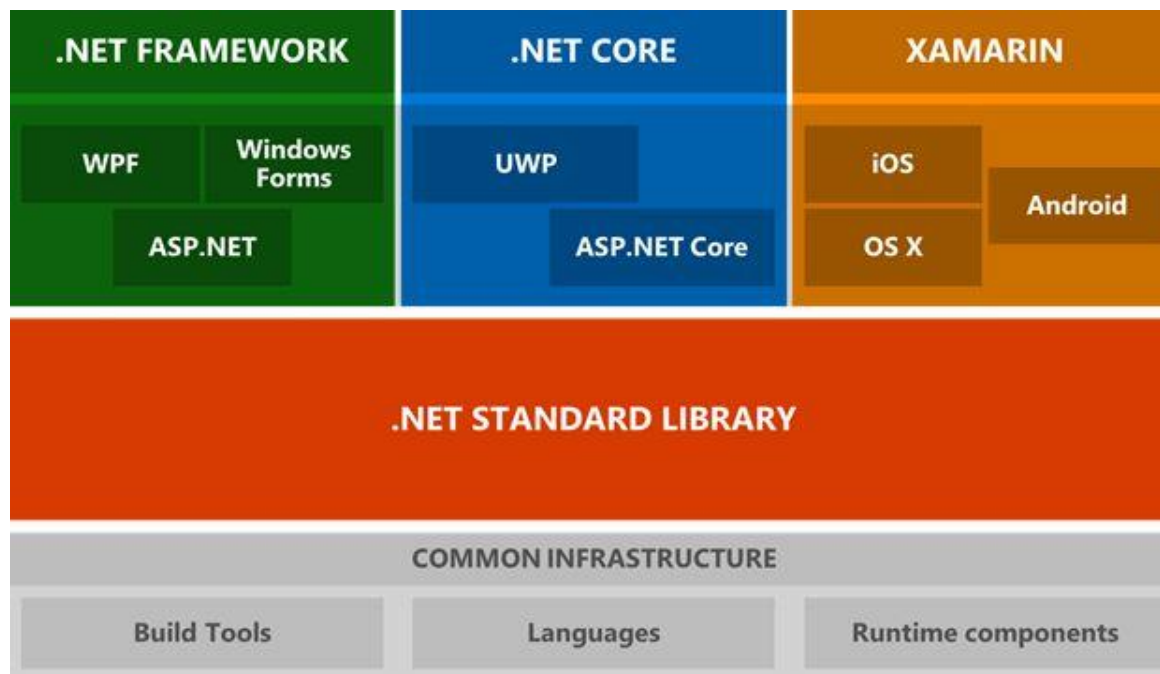 .NET FRAMEWORK
.NET CORE
XAMARIN
WPF
Windows
Forms
ASP.NET
UWP
ASP.NET Core
iOS
Android
OS X
.NET STANDARD LIBRARY
COMMON INFRASTRUCTURE
Build Tools
Languages
Runtime components